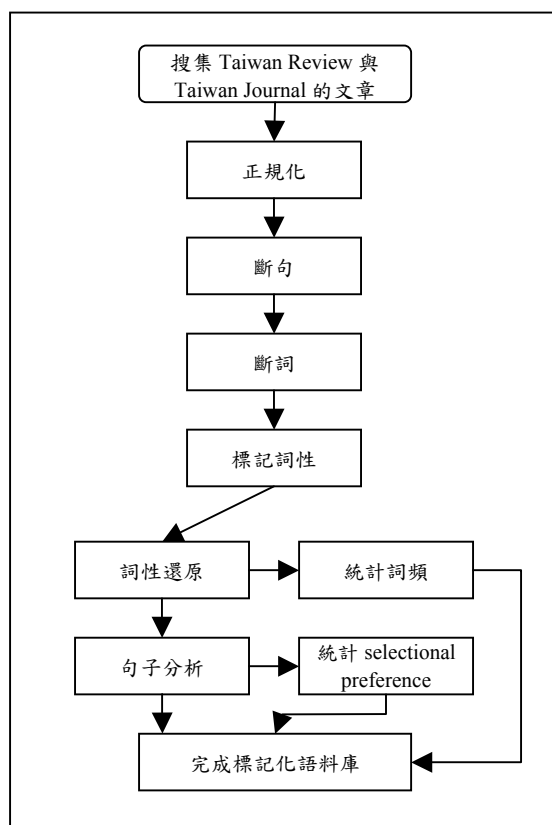 搜集 Taiwan Review 與
Taiwan Journal 的文章
正規化
斷句
斷詞
標記詞性
詞性還原
統計詞頻
句子分析
統計 selectional
preference
完成標記化語料庫